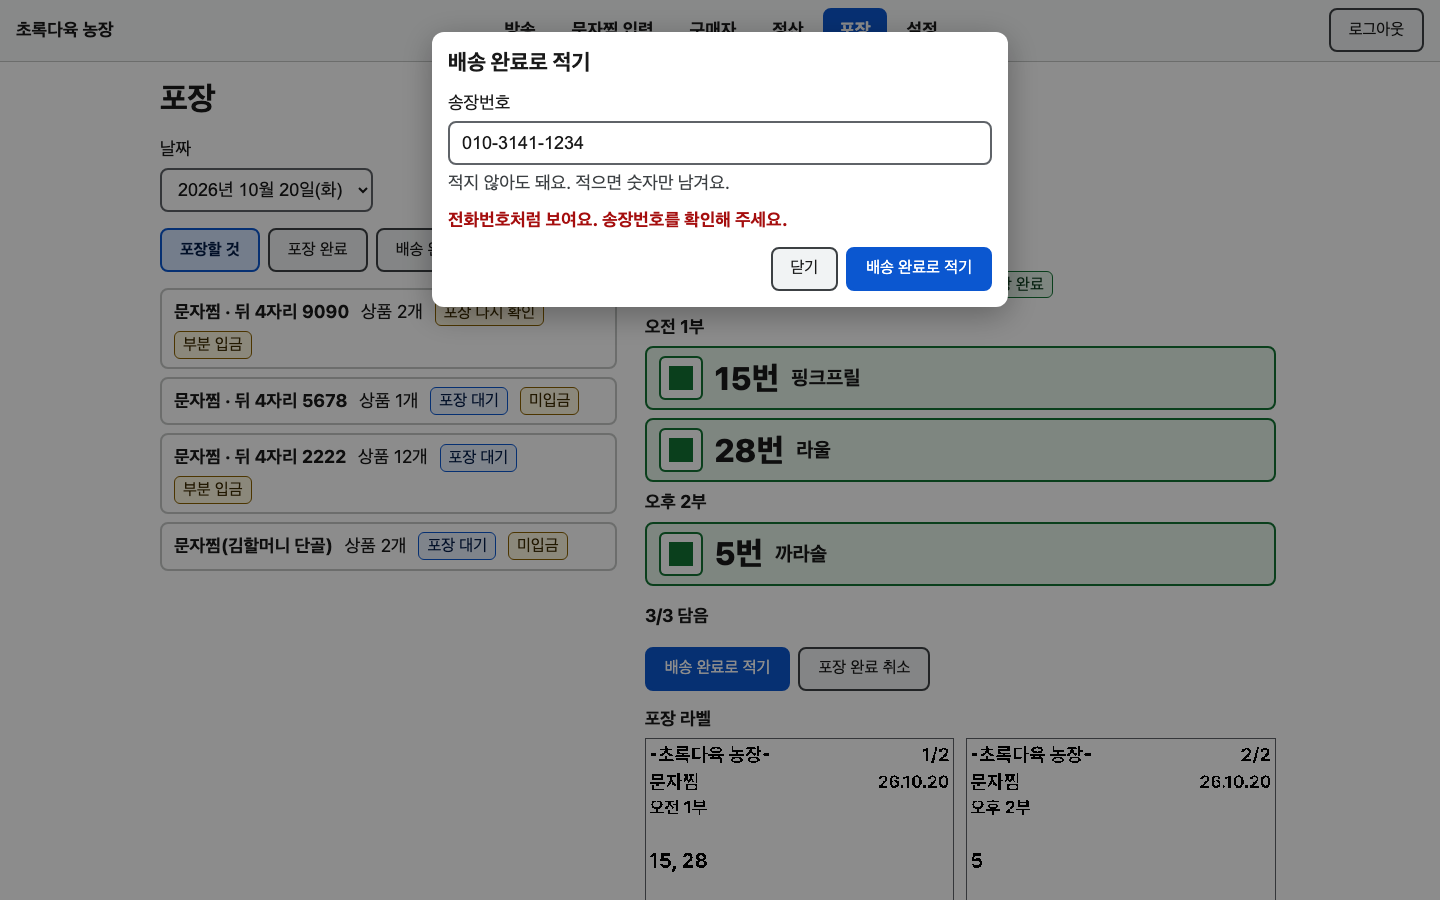 초록다육 농장
방송 문자찜 입력 구매자 정산 포장 설정
로그아웃
포장
날짜
2026년 10월 20일(화)
포장할 것
포장 완료
배송
문자찜 · 뒤 4자리 9090 상품 2개 포장 다시 확인
부분 입금
문자찜 · 뒤 4자리 5678 상품 1개 포장 대기 미입금
문자찜 · 뒤 4자리 2222 상품 12개 포장 대기
부분 입금
문자찜(김할머니 단골) 상품 2개 포장 대기 미입금
배송 완료로 적기
송장번호
010-3141-1234
적지 않아도 돼요. 적으면 숫자만 남겨요.
전화번호처럼 보여요. 송장번호를 확인해 주세요.
닫기
배송 완료로 적기
완료
오전 1부
15번 핑크프릴
28번 라울
오후 2부
5번 까라솔
3/3 담음
배송 완료로 적기
포장 완료 취소
포장 라벨
-초록다육 농장- 1/2
문자찜 26.10.20
오전 1부
15, 28
-초록다육 농장- 2/2
문자찜 26.10.20
오후 2부
5